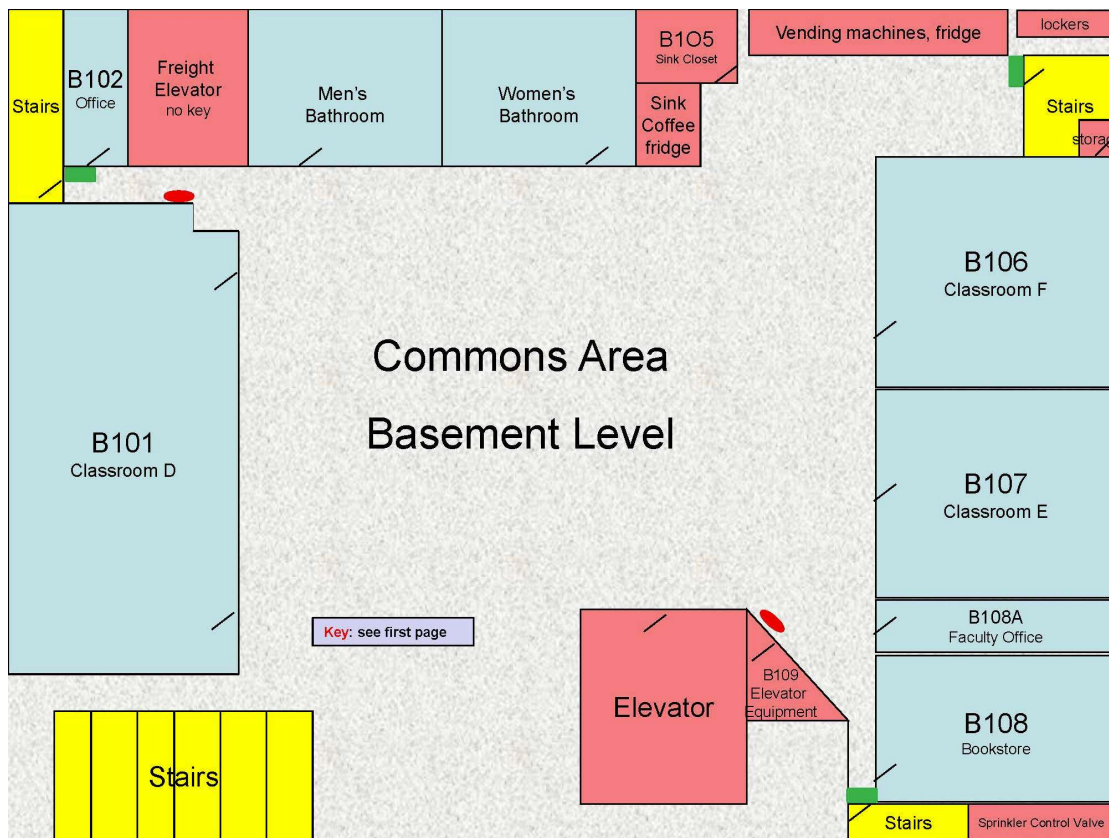 Stairs
B102
Office
Freight
Elevator
no key
Men's
Bathroom
Women's
Bathroom
B1O5
Sink Closet
Sink
Coffee
fridge
Vending machines, fridge
lockers
Stairs
storag
B106
Classroom F
Commons Area
Basement Level
B101
Classroom D
B107
Classroom E
B108A
Faculty Office
Key: see first page
Elevator
B109
Elevator
Equipment
B108
Bookstore
Stairs
Stairs
Sprinkler Control Valve